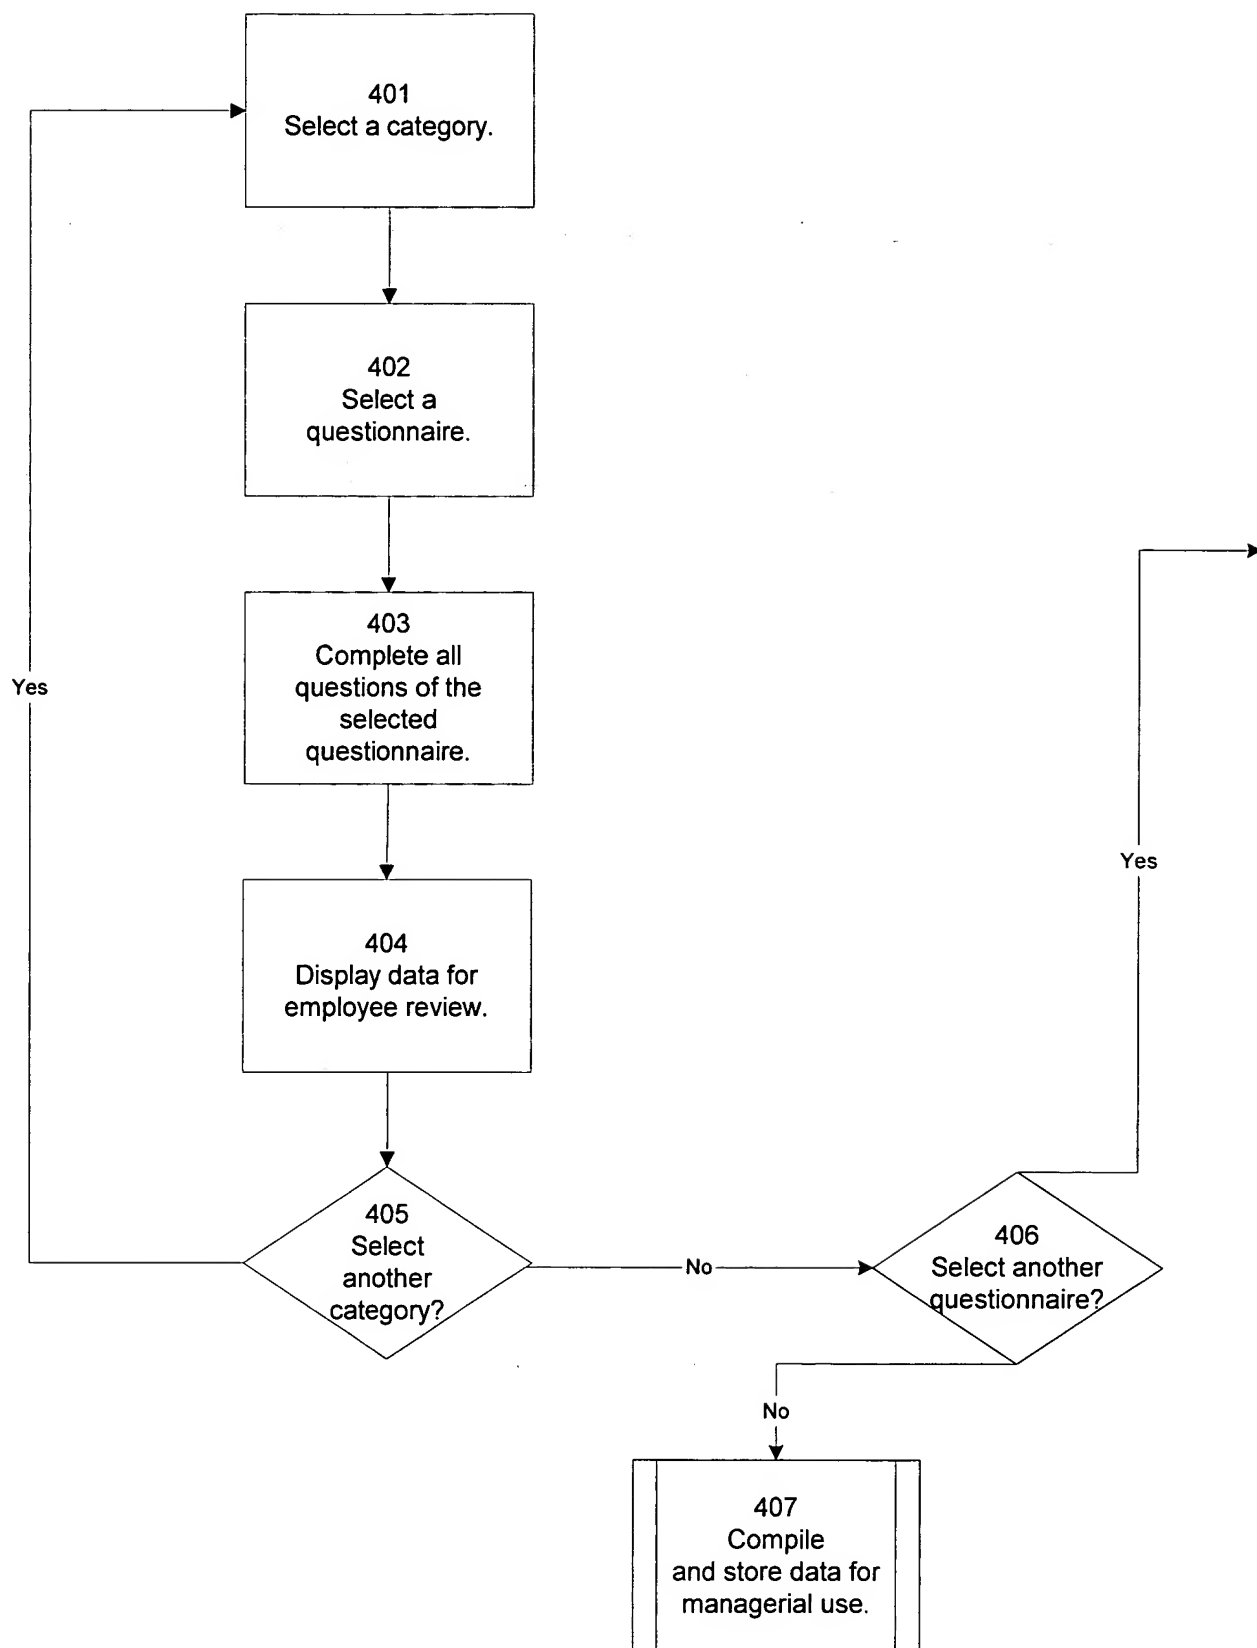 401
Select a category.
402
Select a
questionnaire.
403
Complete all
questions of the
selected
questionnaire.
Yes
Yes
404
Display data for
employee review.
405
Select
another
category?
No
406
Select another
questionnaire?
No
407
Compile
and store data for
managerial use.